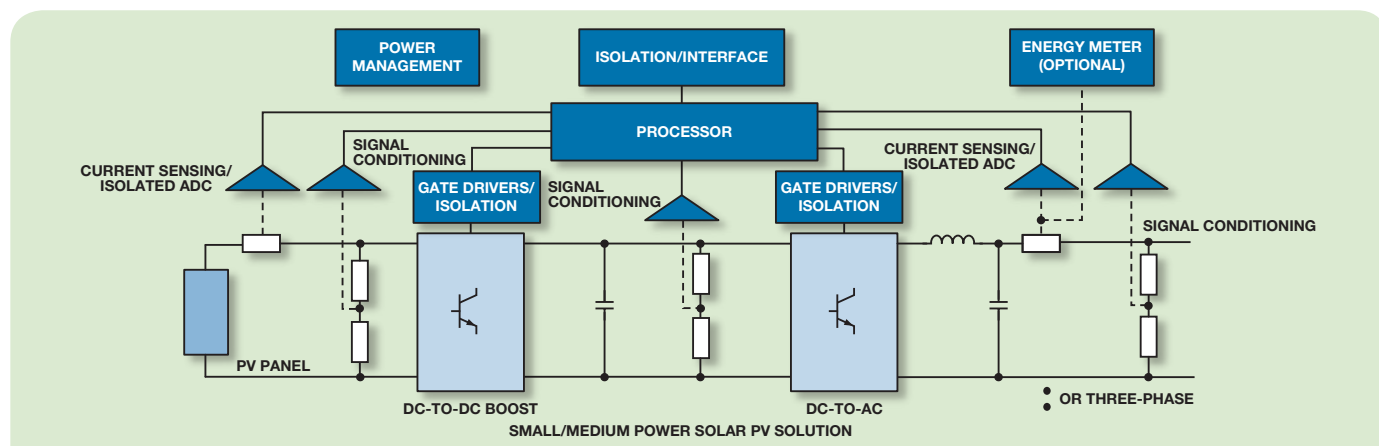 POWER
MANAGEMENT
ISOLATION/INTERFACE
ENERGY METER
(OPTIONAL)
PROCESSOR
SIGNAL
CONDITIONING
CURRENT SENSING/
ISOLATED ADC
GATE DRIVERS/
ISOLATION
SIGNAL
CONDITIONING
GATE DRIVERS/
ISOLATION
CURRENT SENSING/
ISOLATED ADC
SIGNAL CONDITIONING
PV PANEL
DC-TO-DC BOOST
DC-TO-AC
OR THREE-PHASE
SMALL/MEDIUM POWER SOLAR PV SOLUTION